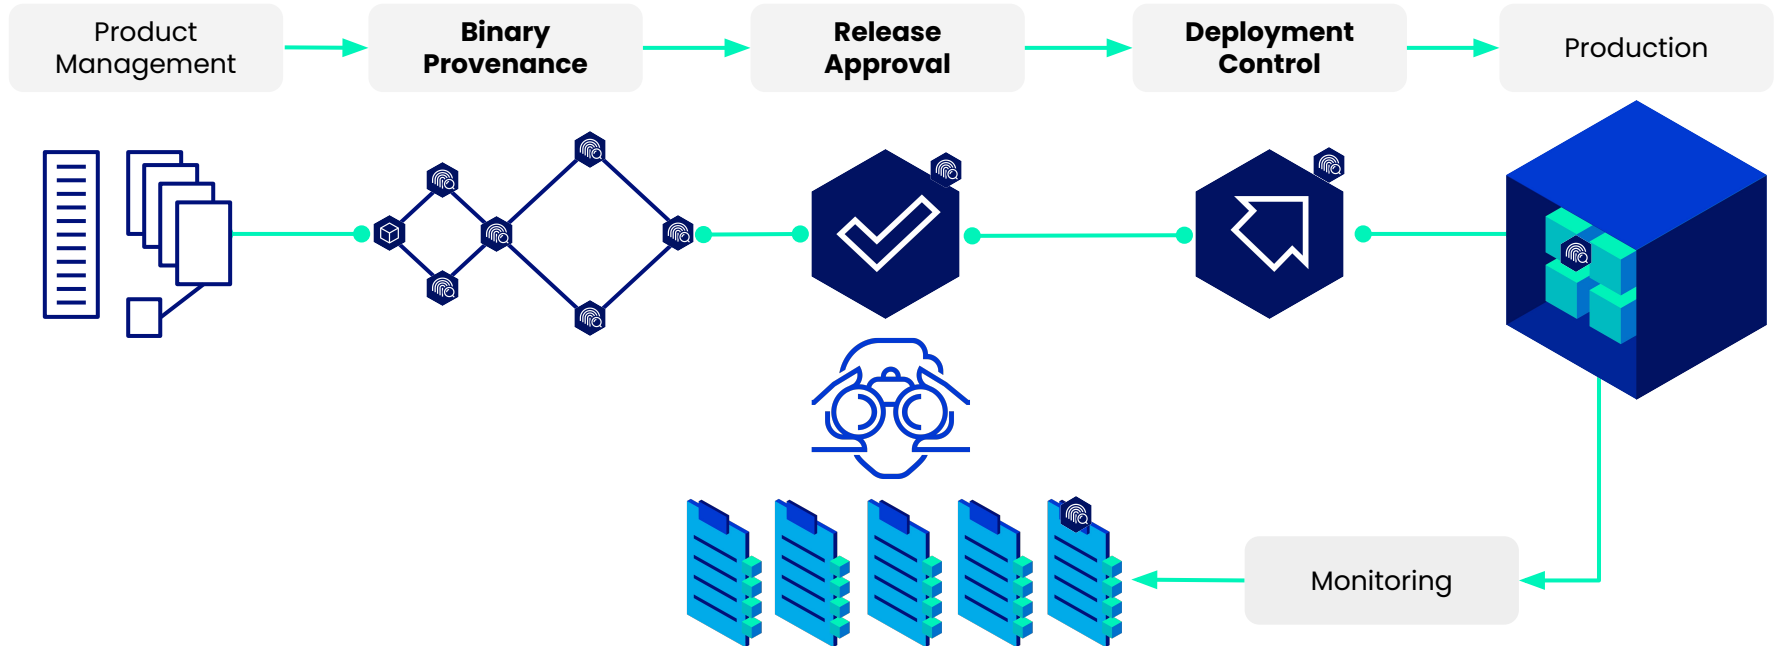 Product
Management
Binary
Provenance
Release
Approval
Deployment
Control
Production
Monitoring